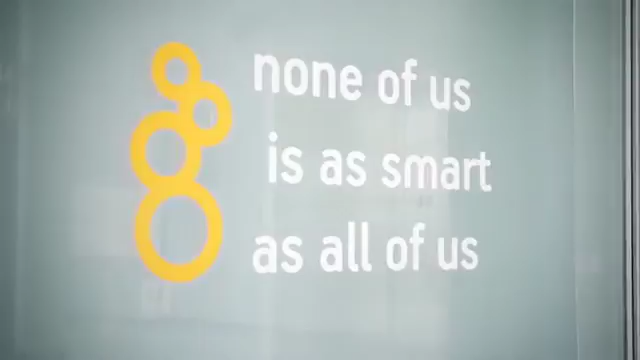 none of us
is as smart
as all of us